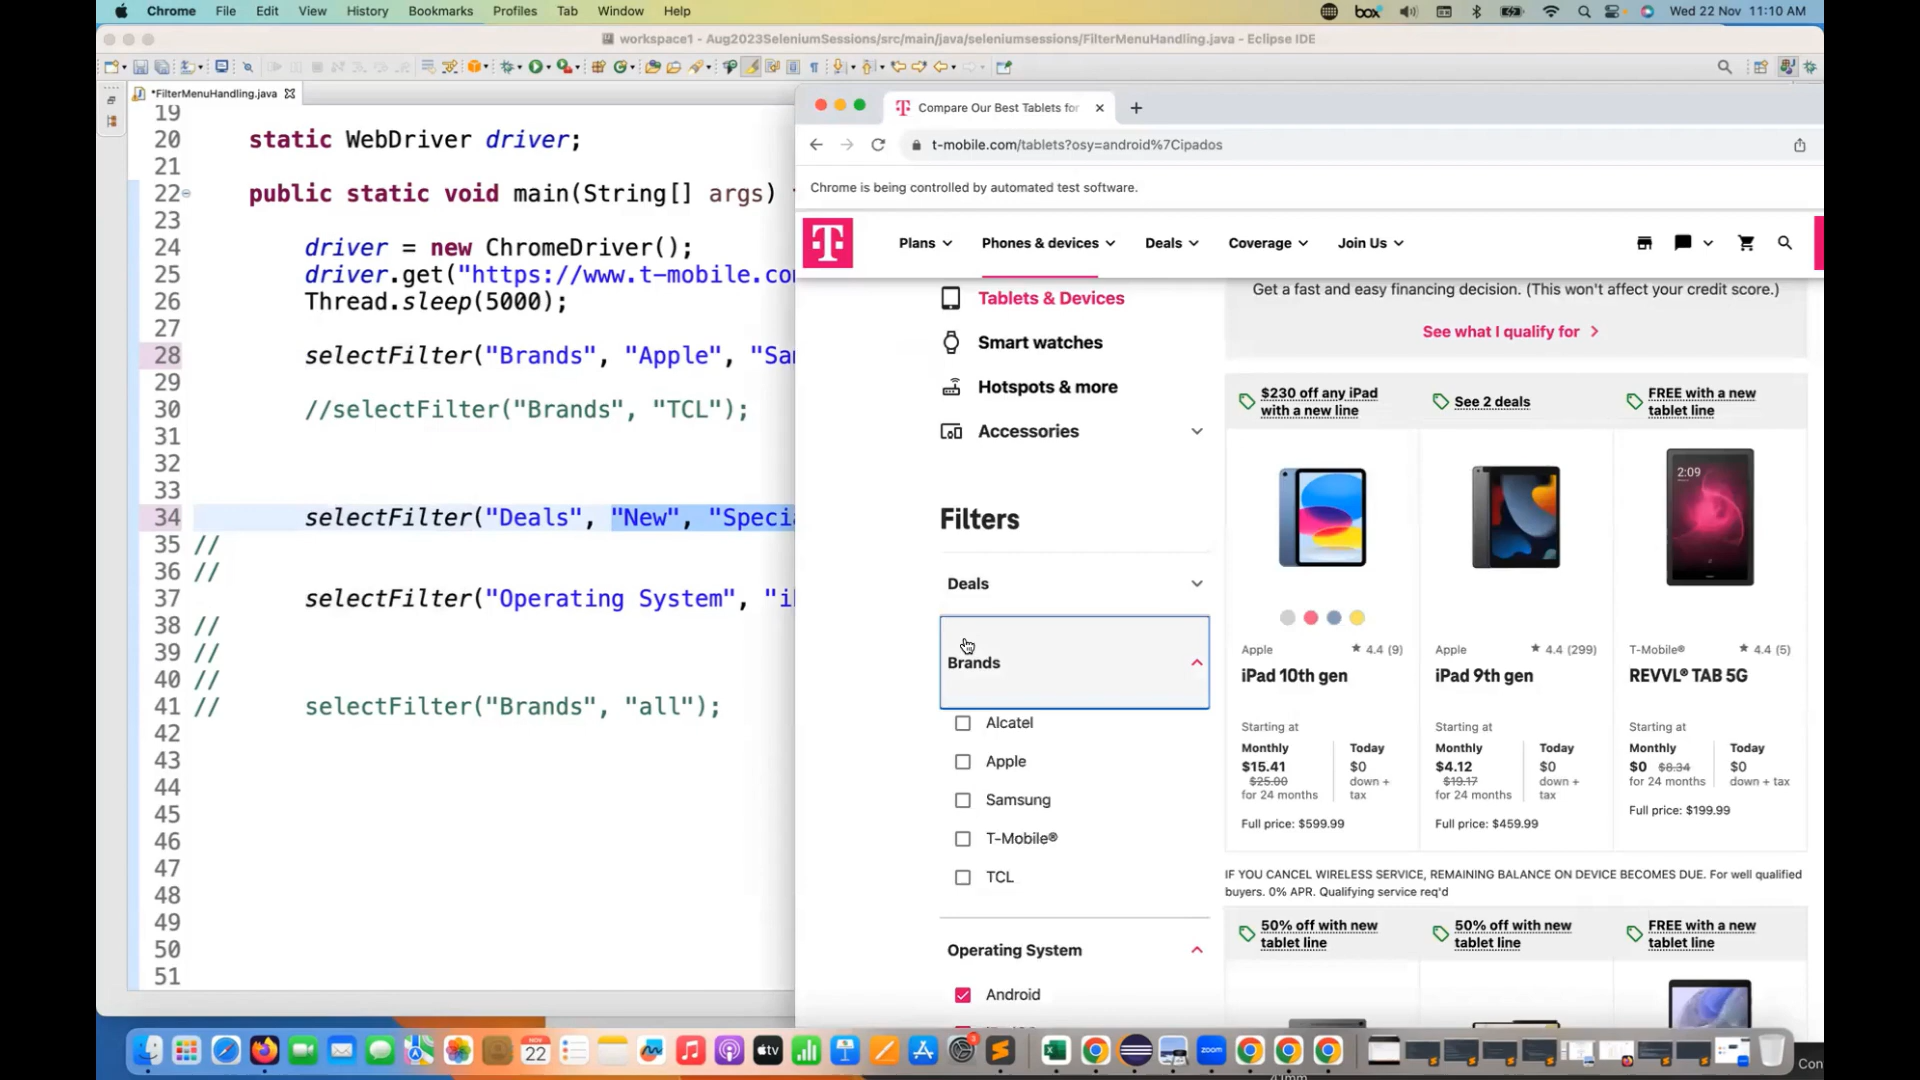 Chrome File Edit View History Bookmarks Profiles Tab Window Help
box Wed 22 Nov 11:10 AM
workspace1 - Aug2023SeleniumSessions/src/main/java/seleniumsessions/FilterMenuHandling.java - Eclipse IDE
*FilterMenuHandling.java
19
20 static WebDriver driver;
21
22 public static void main(String[] args)
23
24 driver = new ChromeDriver();
25 driver.get("https://www.t-mobile.co
26 Thread.sleep(5000);
27
28 selectFilter("Brands", "Apple", "Sa
29
30 //selectFilter("Brands", "TCL");
31
32
33
34 selectFilter("Deals", "New", "Speci
35 //
36 //
37 selectFilter("Operating System", "i
38 //
39 //
40 //
41 // selectFilter("Brands", "all");
42
43
44
45
46
47
48
49
50
51
Compare Our Best Tablets for
t-mobile.com/tablets?osy=android%7Cipados
Chrome is being controlled by automated test software.
Plans Phones & devices Deals Coverage Join Us
Tablets & Devices
Smart watches
Hotspots & more
Accessories
Filters
Deals
Brands
Alcatel
Apple
Samsung
T-Mobile®
TCL
Operating System
Android
Get a fast and easy financing decision. (This won't affect your credit score.)
See what I qualify for
$230 off any iPad
with a new line
See 2 deals
FREE with a new
tablet line
2:09
Apple 4.4 (9)
iPad 10th gen
Starting at
Monthly Today
$15.41 $0
$25.00 down +
for 24 months tax
Full price: $599.99
Apple 4.4 (299)
iPad 9th gen
Starting at
Monthly Today
$4.12 $0
$19.17 down +
for 24 months tax
Full price: $459.99
T-Mobile® 4.4 (5)
REVVL® TAB 5G
Starting at
Monthly Today
$0 $8.34 $0
for 24 months down + tax
Full price: $199.99
IF YOU CANCEL WIRELESS SERVICE, REMAINING BALANCE ON DEVICE BECOMES DUE. For well qualified
buyers. 0% APR. Qualifying service req'd
50% off with new
tablet line
50% off with new
tablet line
FREE with a new
tablet line
NOV
22
tv
zoom
Con